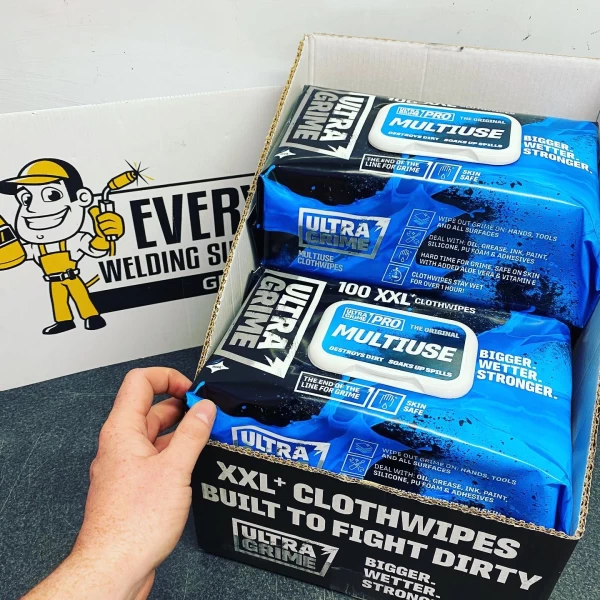 EVERY
WELDING SU
G
100 XXL+ CLOTHWIPES
ULTRA
GRIME
ULTRA GRIME PRO
THE ORIGINAL
MULTIUSE
DESTROYS DIRT SOAKS UP SPILLS
BIGGER.
WETTER.
STRONGER.
THE END OF THE
LINE FOR GRIME
SKIN
SAFE
ULTRA
GRIME
MULTIUSE
CLOTHWIPES
WIPE OUT GRIME ON: HANDS, TOOLS
AND ALL SURFACES
DEAL WITH: OIL, GREASE, INK, PAINT,
SILICONE, PU FOAM & ADHESIVES
HARD TIME FOR GRIME, SAFE ON SKIN
WITH ADDED ALOE VERA & VITAMIN E
CLOTHWIPES STAY WET
FOR OVER 1 HOUR!
100 XXL+ CLOTHWIPES
ULTRA
GRIME
ULTRA GRIME PRO
THE ORIGINAL
MULTIUSE
DESTROYS DIRT SOAKS UP SPILLS
BIGGER.
WETTER.
STRONGER.
THE END OF THE
LINE FOR GRIME
SKIN
SAFE
ULTRA
WIPE OUT GRIME ON: HANDS, TOOLS
AND ALL SURFACES
DEAL WITH: OIL, GREASE, INK, PAINT,
SILICONE, PU FOAM & ADHESIVES
XXL+ CLOTHWIPES
BUILT TO FIGHT DIRTY
ULTRA
GRIME
BIGGER.
WETTER.
STRONG